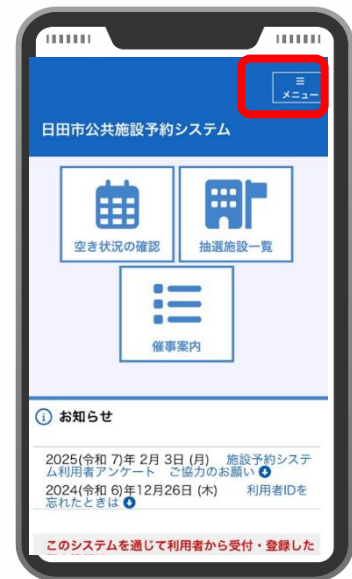 ≡
メニュー
日田市公共施設予約システム
空き状況の確認
抽選施設一覧
催事案内
お知らせ
2025(令和 7)年 2月 3日 (月) 施設予約システ
ム利用者アンケート ご協力のお願い
2024(令和 6)年12月26日 (木) 利用者IDを
忘れたときは
このシステムを通じて利用者から受付・登録した